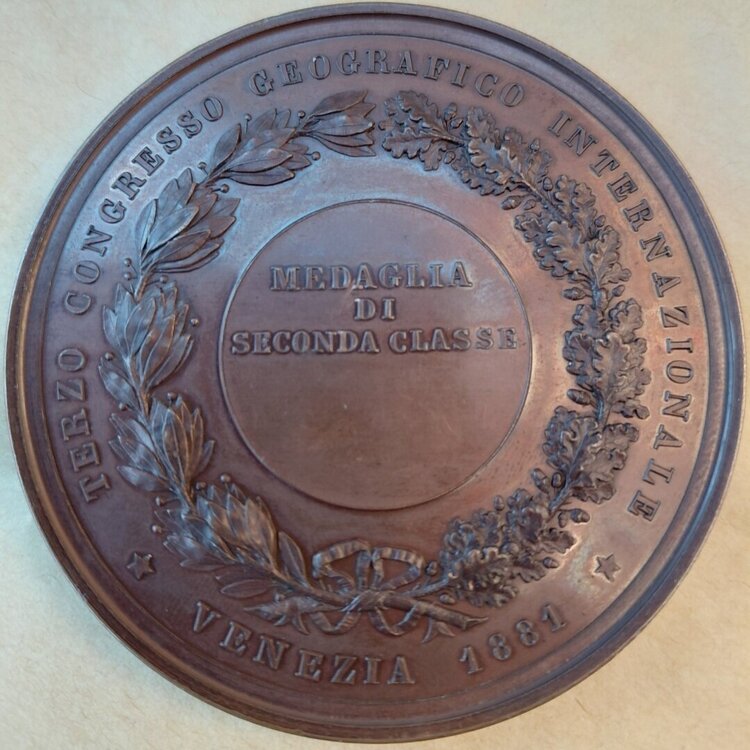 TERZO CONGRESSO GEOGRAFICO INTERNAZIONALE
MEDAGLIA
DI
SECONDA CLASSE
VENEZIA 1881